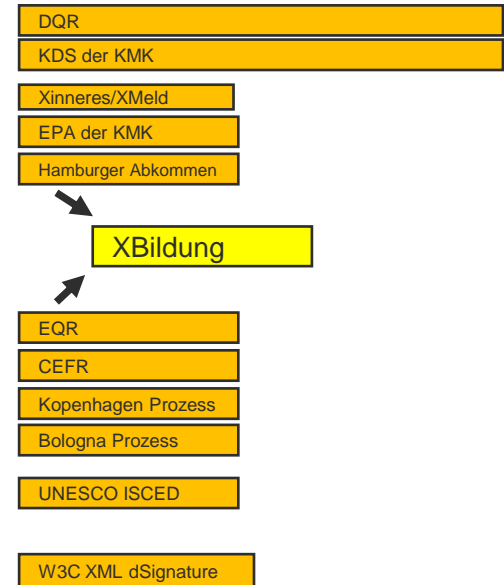 DQR
KDS der KMK
Xinneres/XMeld
EPA der KMK
Hamburger Abkommen
XBildung
EQR
CEFR
Kopenhagen Prozess
Bologna Prozess
UNESCO ISCED
W3C XML dSignature